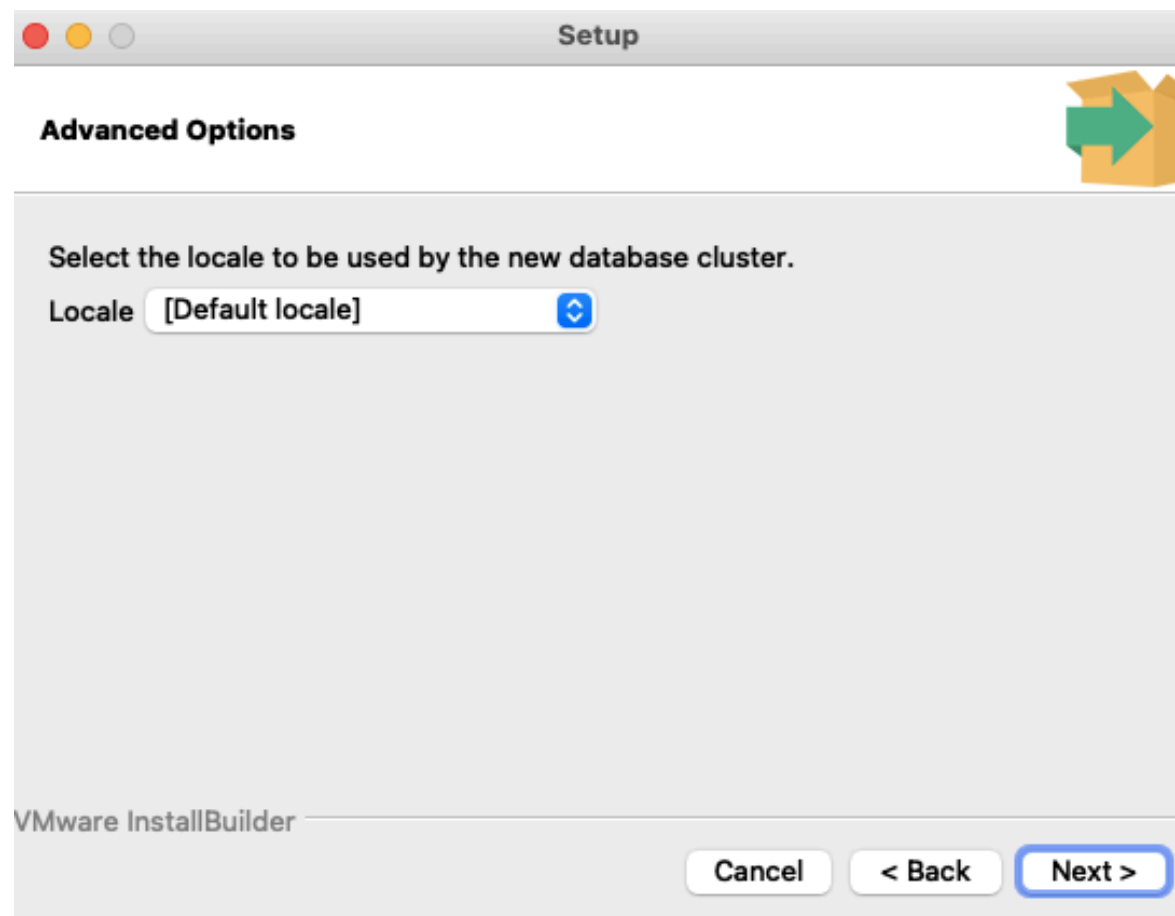 Setup
Advanced Options
Select the locale to be used by the new database cluster.
Locale [Default locale]
VMware InstallBuilder
Cancel < Back Next >